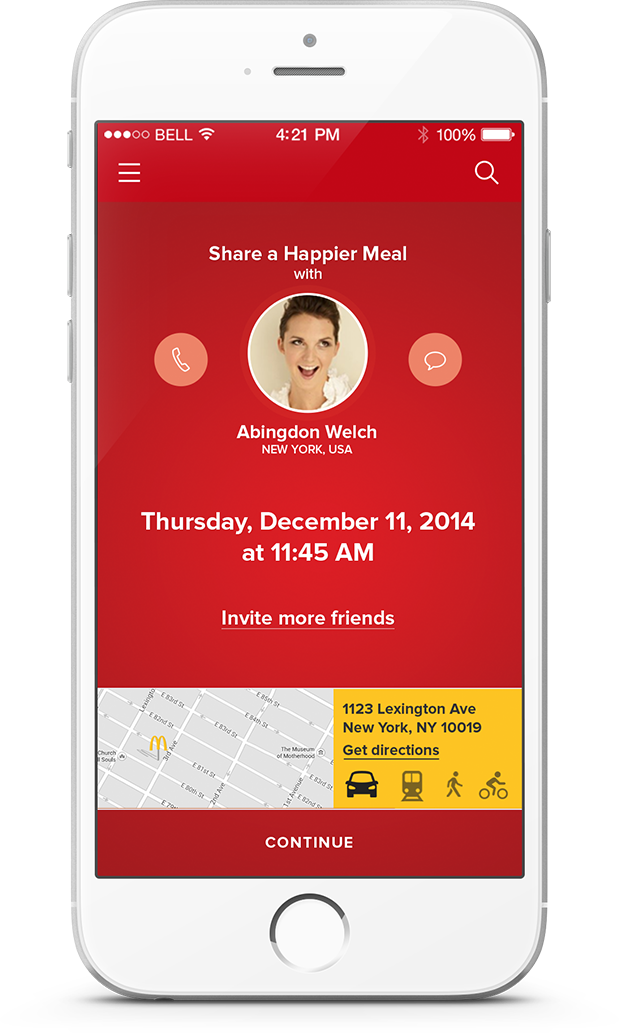 BELL
4:21 PM
100%
Share a Happier Meal
with
Abingdon Welch
NEW YORK, USA
Thursday, December 11, 2014
at 11:45 AM
Invite more friends
Lexington
E 83rd St
E 82nd St
E 85th St
E 84th St
E 83rd St
3rd Ave
Church
ll Souls
The Museum
of Motherhood
E 81st St
E 80th St
2nd Ave
1st Avenue
E 79
1123 Lexington Ave
New York, NY 10019
Get directions
CONTINUE